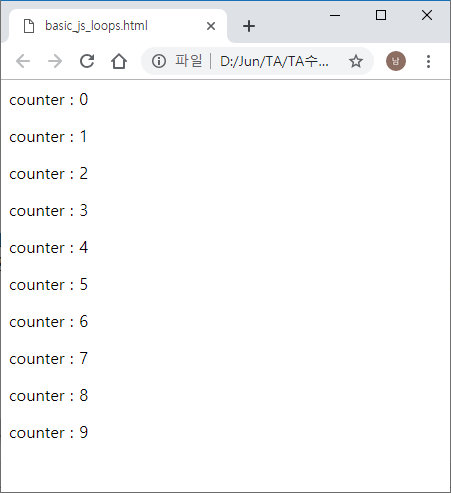 basic_js_loops.html
파일 D:/Jun/TA/TA수...
남
counter : 0
counter : 1
counter : 2
counter : 3
counter : 4
counter : 5
counter : 6
counter : 7
counter : 8
counter : 9